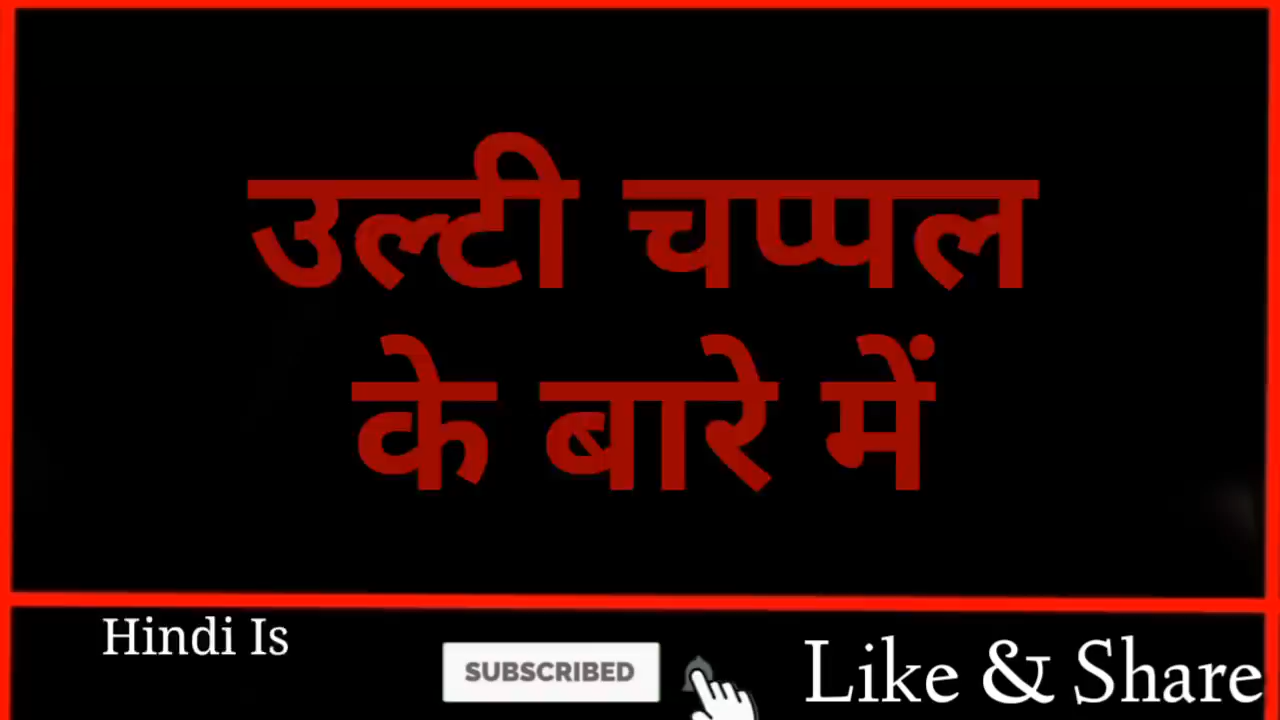 उल्टी चप्पल
के बारे में
Hindi Is
SUBSCRIBED
Like & Share